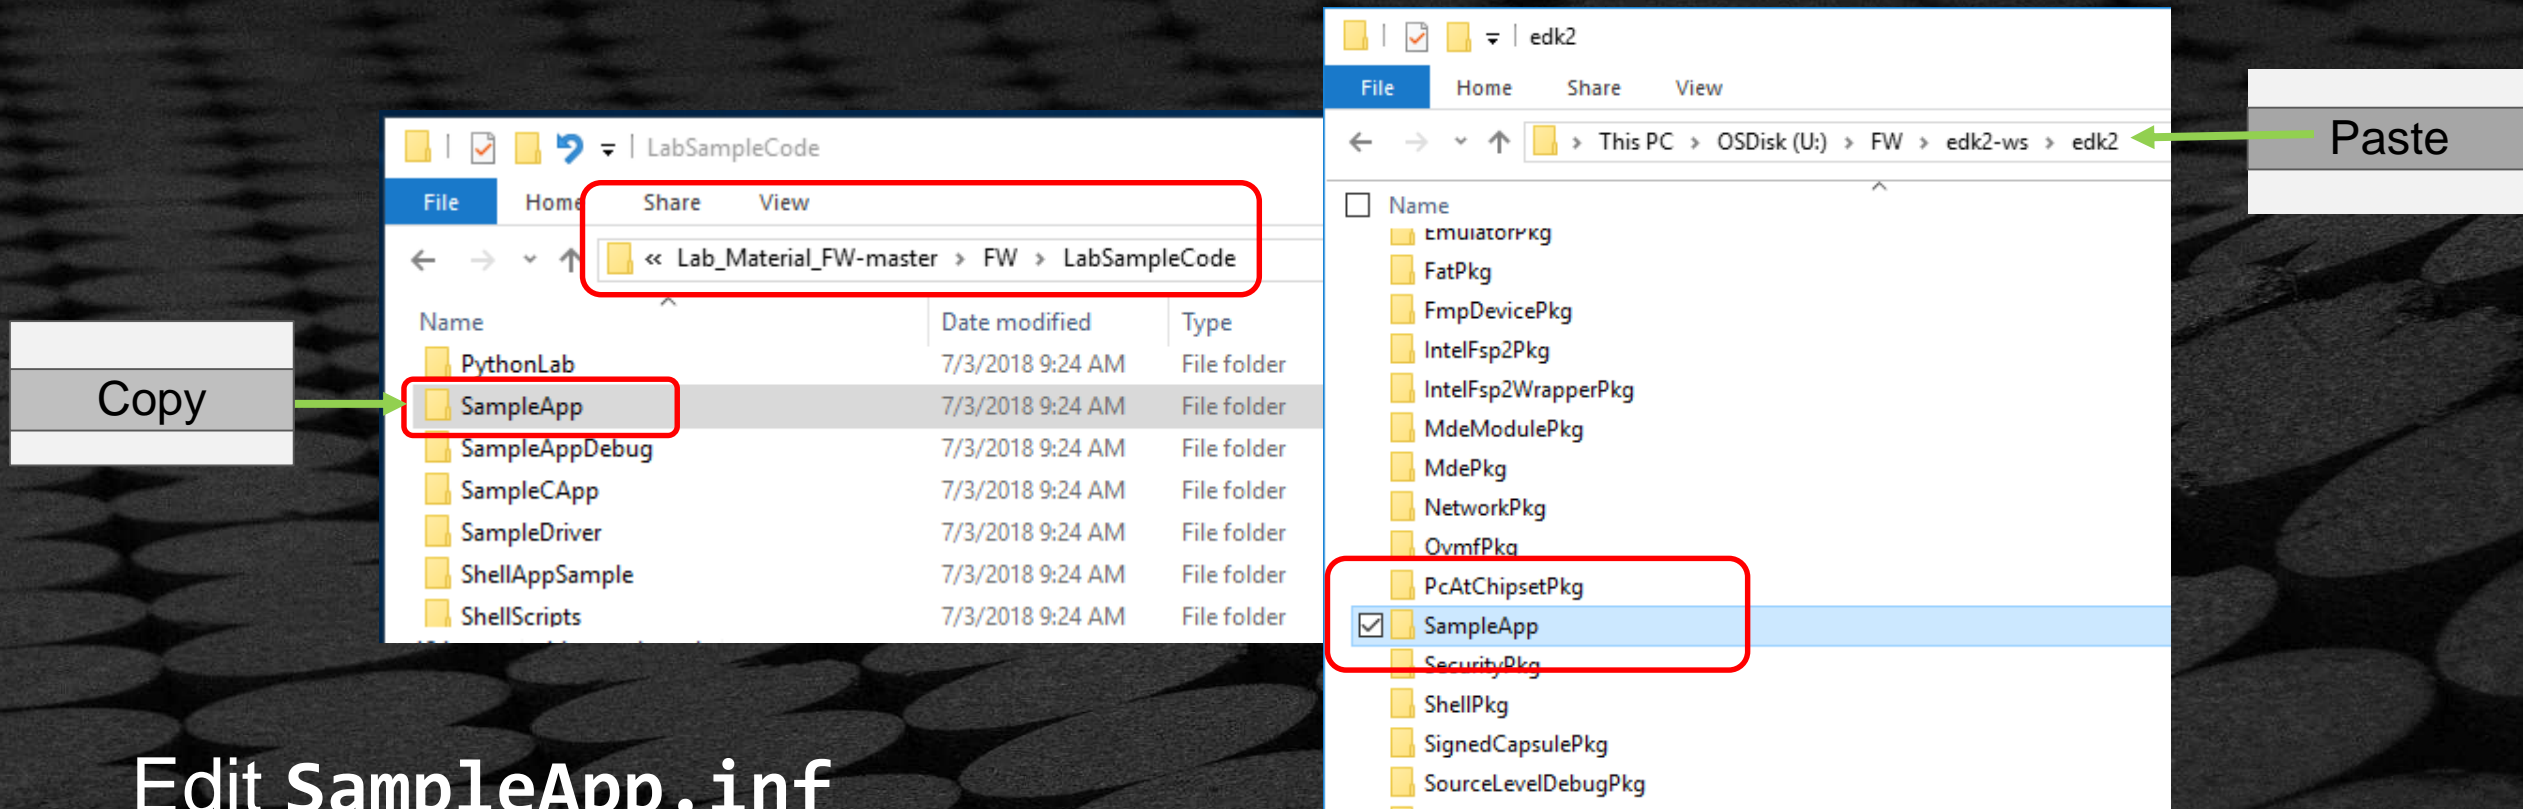 Copy
LabSampleCode
File Home Share View
« Lab_Material_FW-master > FW > LabSampleCode
Name Date modified Type
PythonLab 7/3/2018 9:24 AM File folder
SampleApp 7/3/2018 9:24 AM File folder
SampleAppDebug 7/3/2018 9:24 AM File folder
SampleCApp 7/3/2018 9:24 AM File folder
SampleDriver 7/3/2018 9:24 AM File folder
ShellAppSample 7/3/2018 9:24 AM File folder
ShellScripts 7/3/2018 9:24 AM File folder
edk2
File Home Share View
> This PC > OSDisk (U:) > FW > edk2-ws > edk2
Paste
Name
EmulatorPkg
FatPkg
FmpDevicePkg
IntelFsp2Pkg
IntelFsp2WrapperPkg
MdeModulePkg
MdePkg
NetworkPkg
OvmfPkg
PcAtChipsetPkg
SampleApp
SecurityPkg
ShellPkg
SignedCapsulePkg
SourceLevelDebugPkg
Edit SampleApp.inf